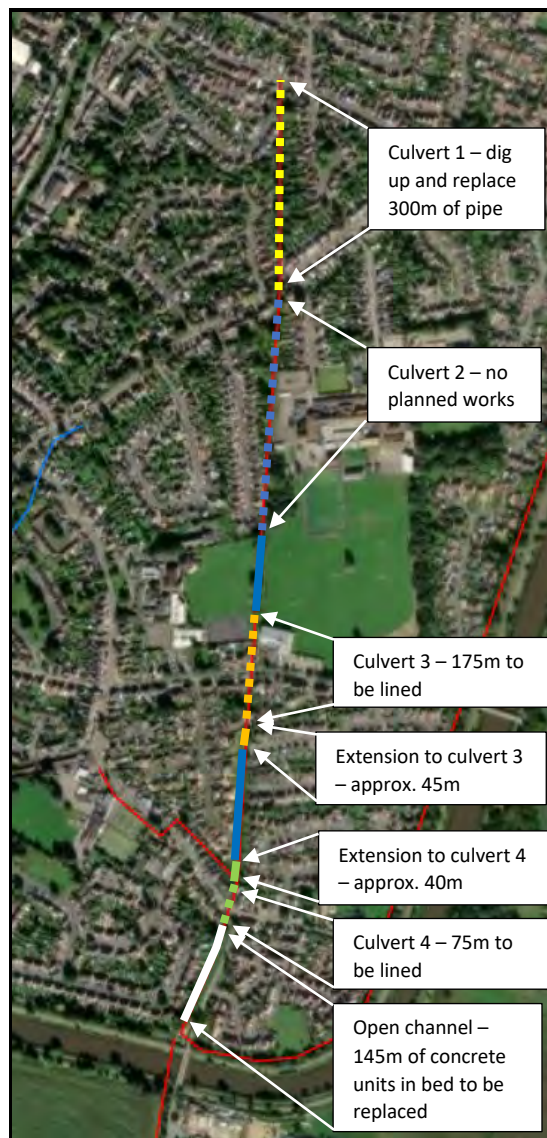 Culvert 1 – dig
up and replace
300m of pipe
Culvert 2 – no
planned works
Culvert 3 – 175m to
be lined
Extension to culvert 3
– approx. 45m
Extension to culvert 4
– approx. 40m
Culvert 4 – 75m to
be lined
Open channel –
145m of concrete
units in bed to be
replaced